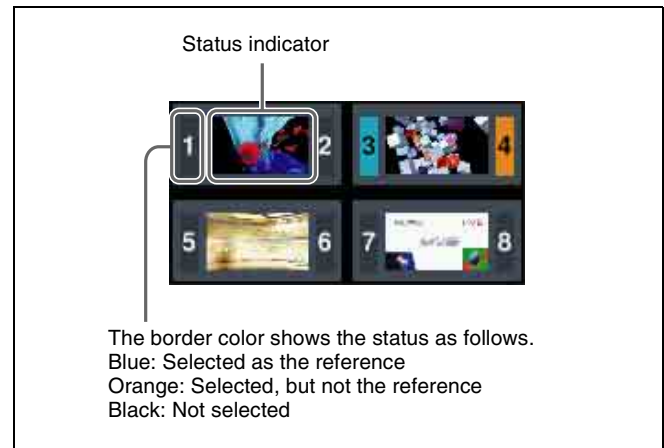 Status indicator
1 2 3 4
5 6 7 8
The border color shows the status as follows.
Blue: Selected as the reference
Orange: Selected, but not the reference
Black: Not selected